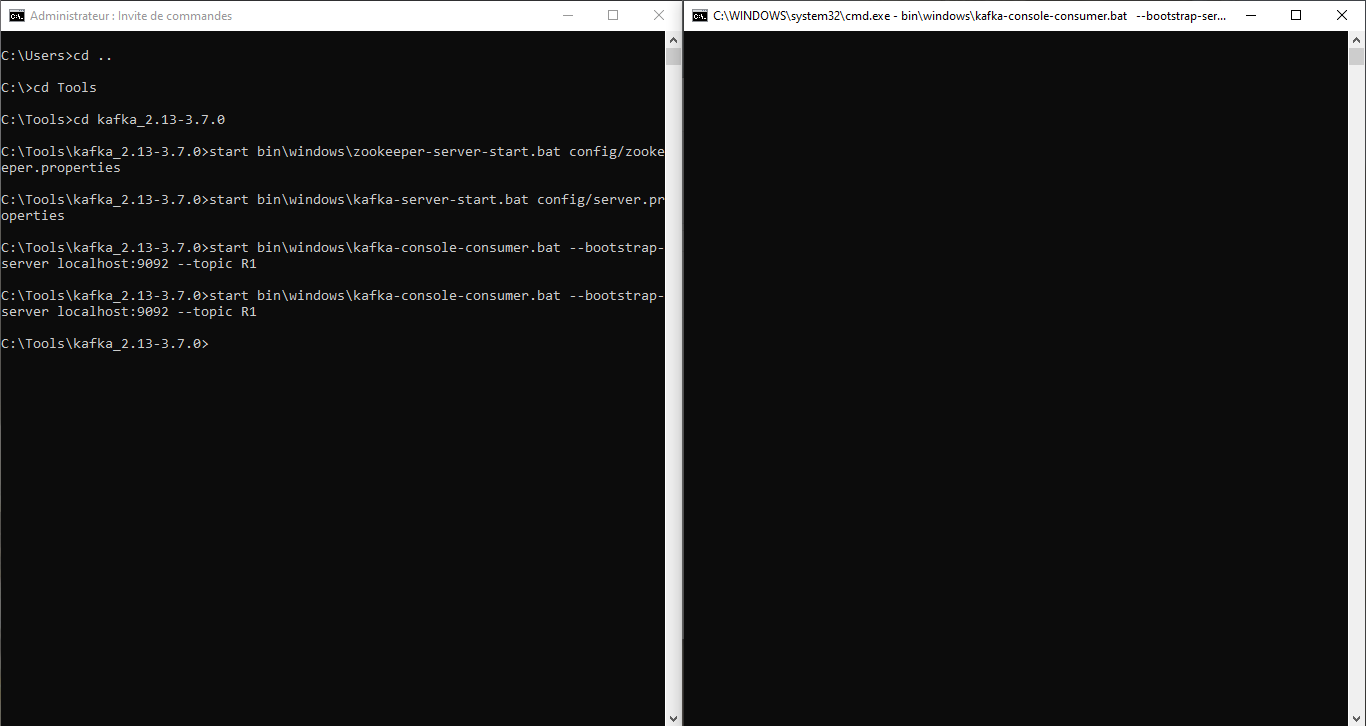 Administrateur : Invite de commandes
C:\Users>cd ..
C:\>cd Tools
C:\Tools>cd kafka_2.13-3.7.0
C:\Tools\kafka_2.13-3.7.0>start bin\windows\zookeeper-server-start.bat config/zooke
eper.properties
C:\Tools\kafka_2.13-3.7.0>start bin\windows\kafka-server-start.bat config/server.pr
operties
C:\Tools\kafka_2.13-3.7.0>start bin\windows\kafka-console-consumer.bat --bootstrap-
server localhost:9092 --topic R1
C:\Tools\kafka_2.13-3.7.0>start bin\windows\kafka-console-consumer.bat --bootstrap-
server localhost:9092 --topic R1
C:\Tools\kafka_2.13-3.7.0>
C:\WINDOWS\system32\cmd.exe - bin\windows\kafka-console-consumer.bat  --bootstrap-ser...